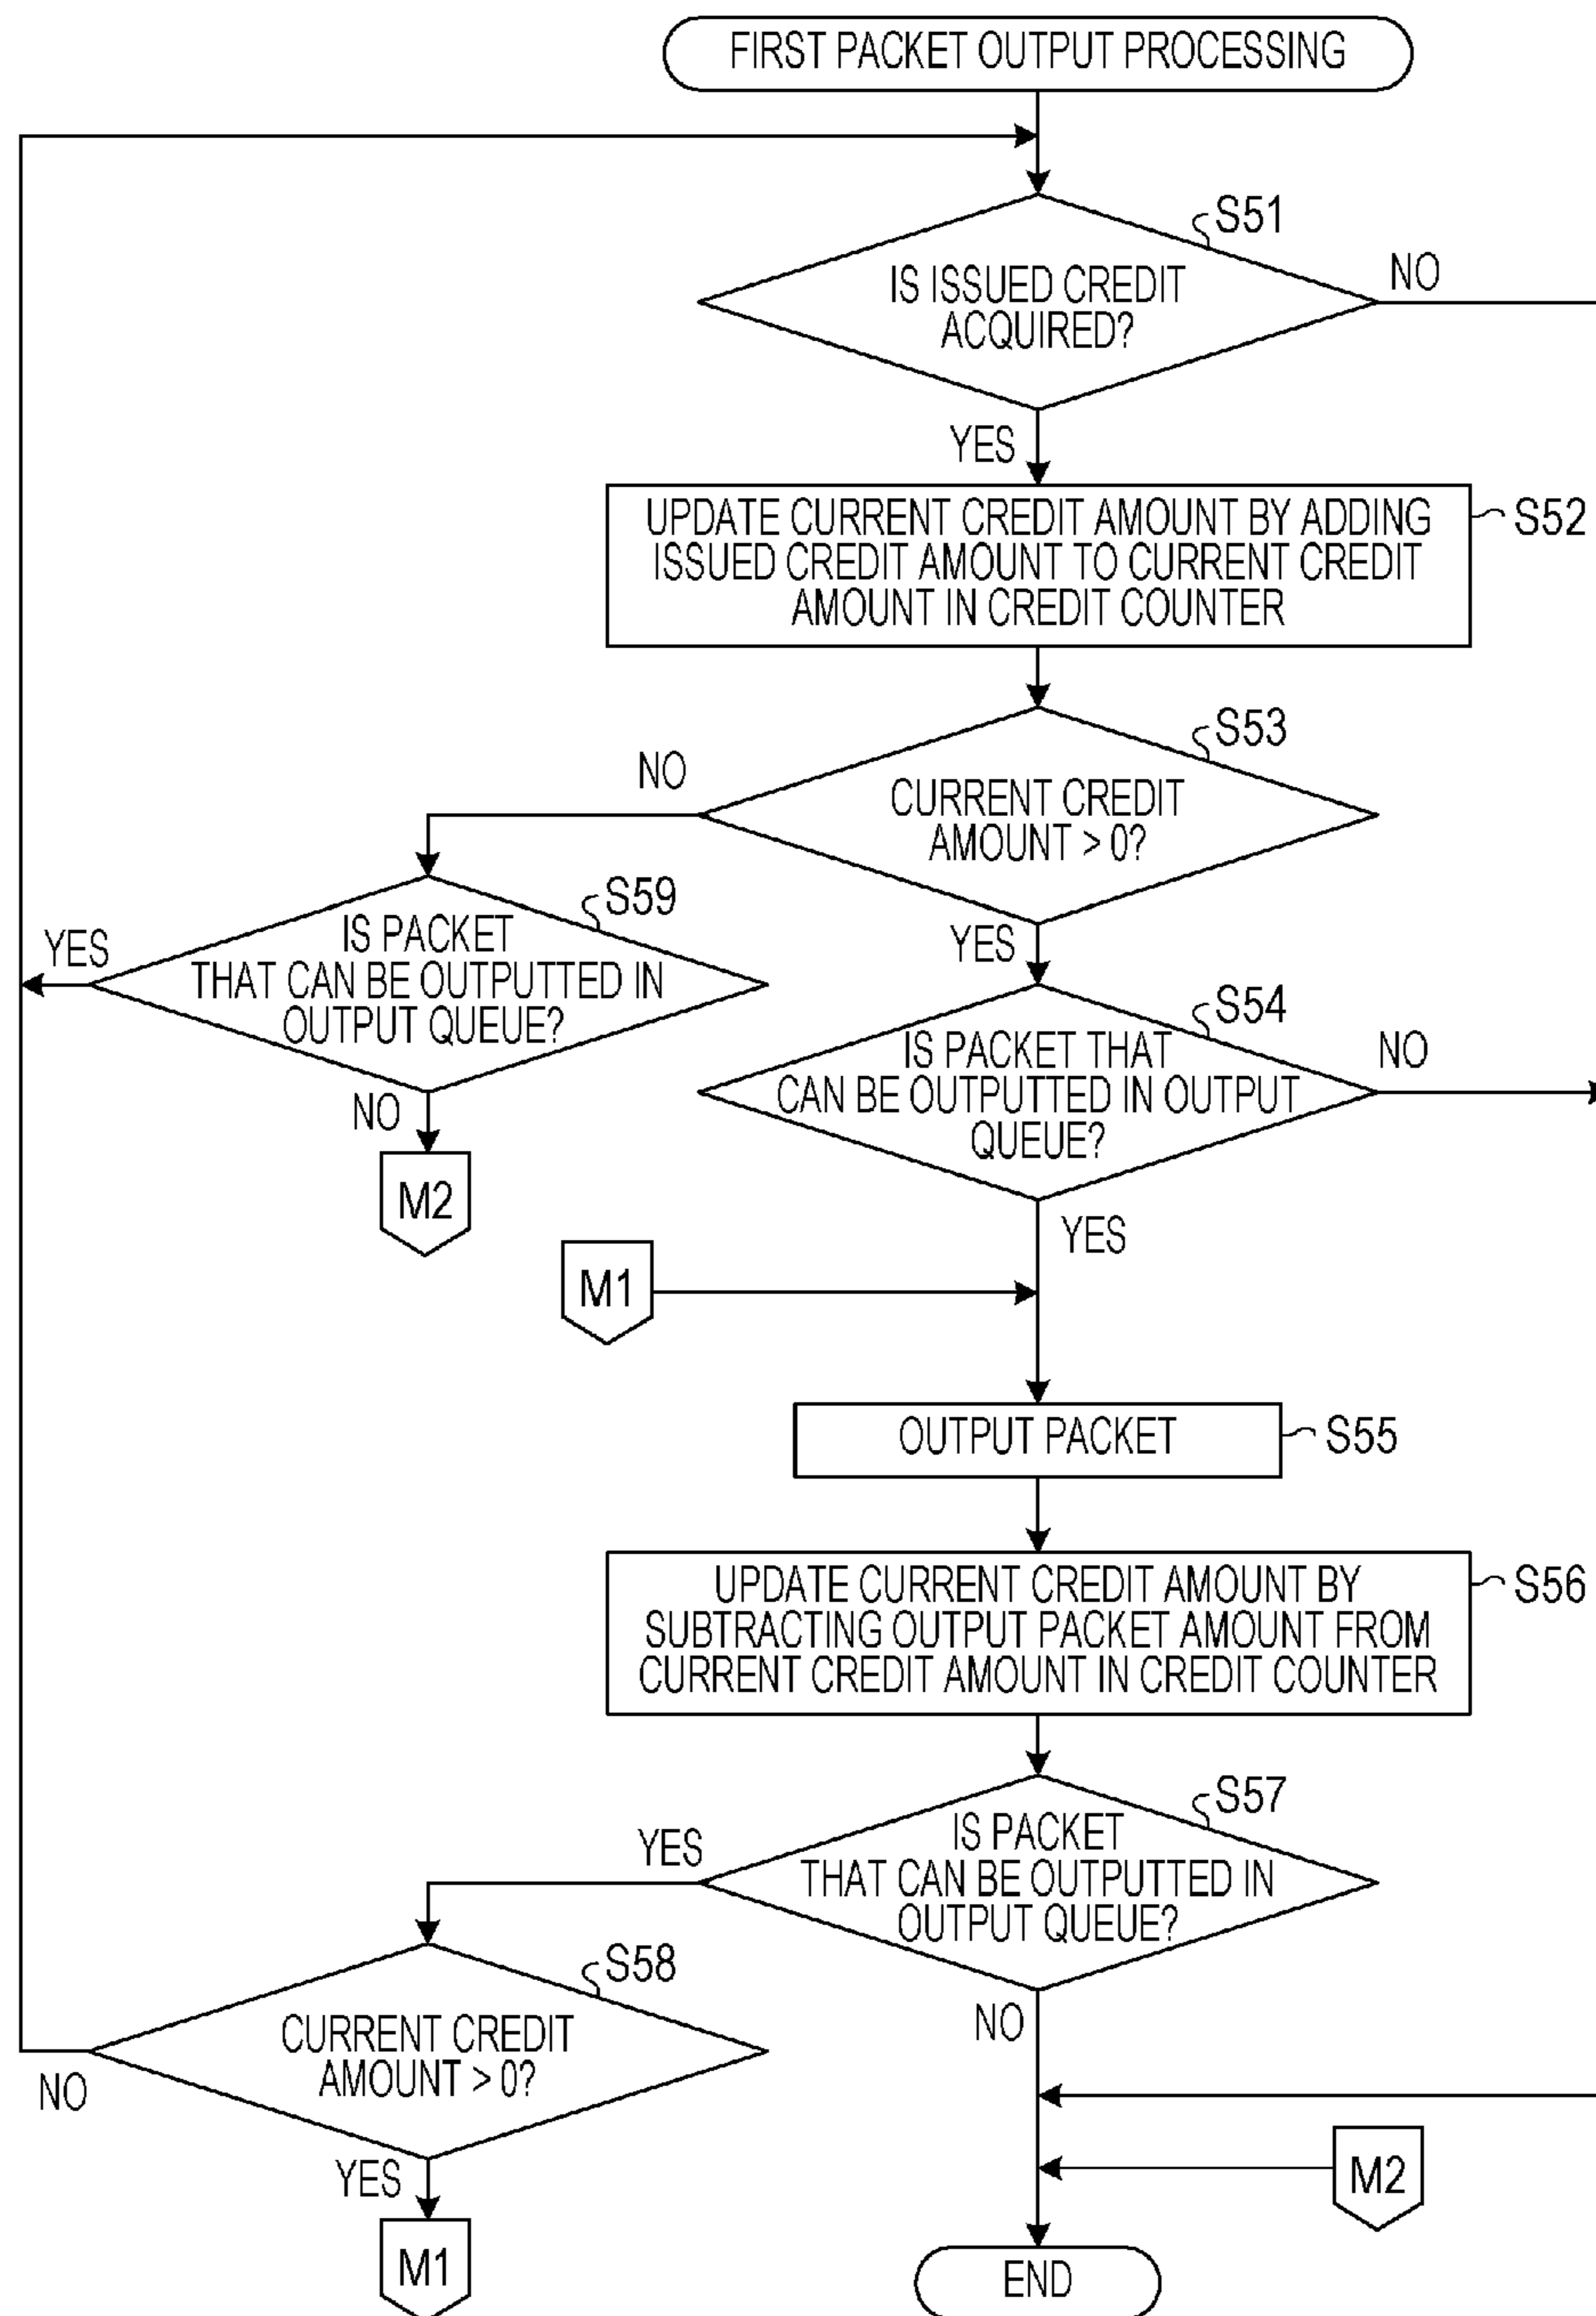 FIRST PACKET OUTPUT PROCESSING
S51
IS ISSUED CREDIT
ACQUIRED?
NO
YES
UPDATE CURRENT CREDIT AMOUNT BY ADDING
ISSUED CREDIT AMOUNT TO CURRENT CREDIT
AMOUNT IN CREDIT COUNTER
S52
S53
NO
CURRENT CREDIT
AMOUNT > 0?
YES
S59
YES
IS PACKET
THAT CAN BE OUTPUTTED IN
OUTPUT QUEUE?
NO
M2
S54
IS PACKET THAT
CAN BE OUTPUTTED IN OUTPUT
QUEUE?
NO
YES
M1
OUTPUT PACKET
S55
UPDATE CURRENT CREDIT AMOUNT BY
SUBTRACTING OUTPUT PACKET AMOUNT FROM
CURRENT CREDIT AMOUNT IN CREDIT COUNTER
S56
S57
YES
IS PACKET
THAT CAN BE OUTPUTTED IN
OUTPUT QUEUE?
NO
S58
CURRENT CREDIT
AMOUNT > 0?
NO
YES
M1
M2
END